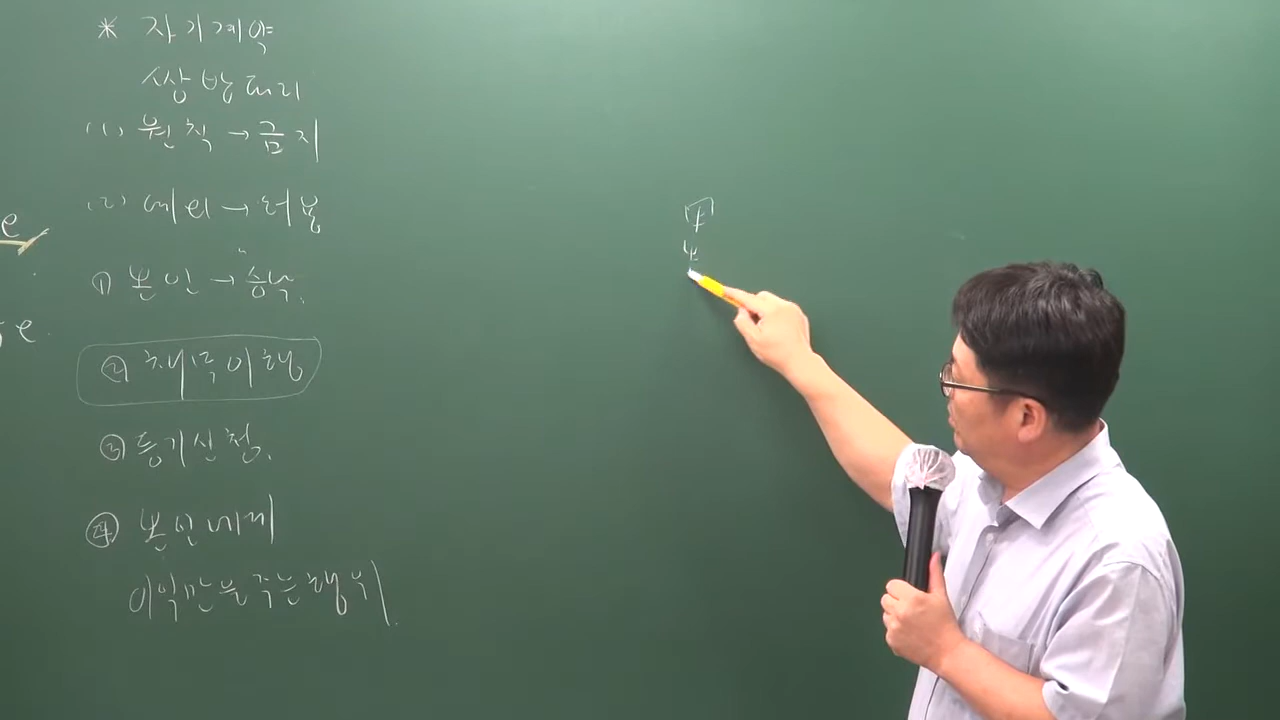 * 자기계약
쌍방대리
(1) 원칙 → 금지
(2) 예외 → 허용
① 본인 → 승낙.
② 채무이행
③ 등기신청.
④ 본인에게
이익만을 주는 행위.
甲
e
e.